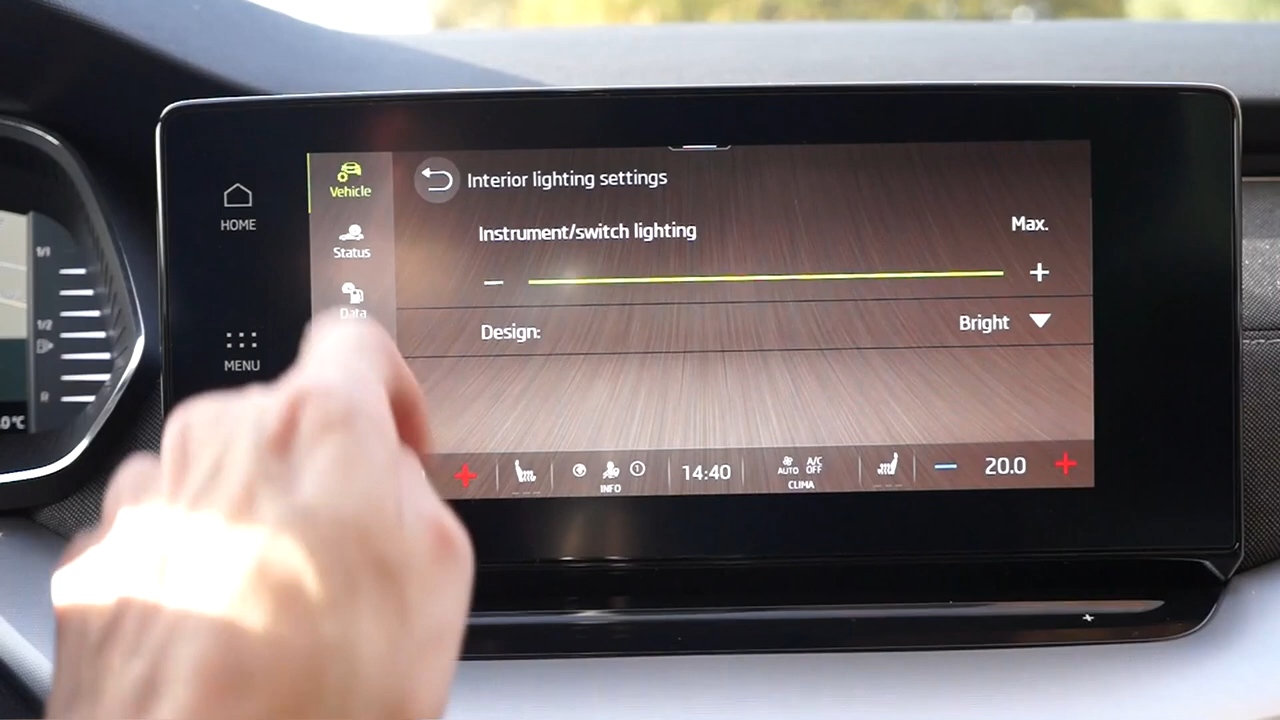 HOME
MENU
Vehicle
Status
Data
Interior lighting settings
Instrument/switch lighting
Max.
Design:
Bright
INFO
14:40
AUTO
A/C
OFF
CLIMA
20.0
1/1
1/2
R
.0°C